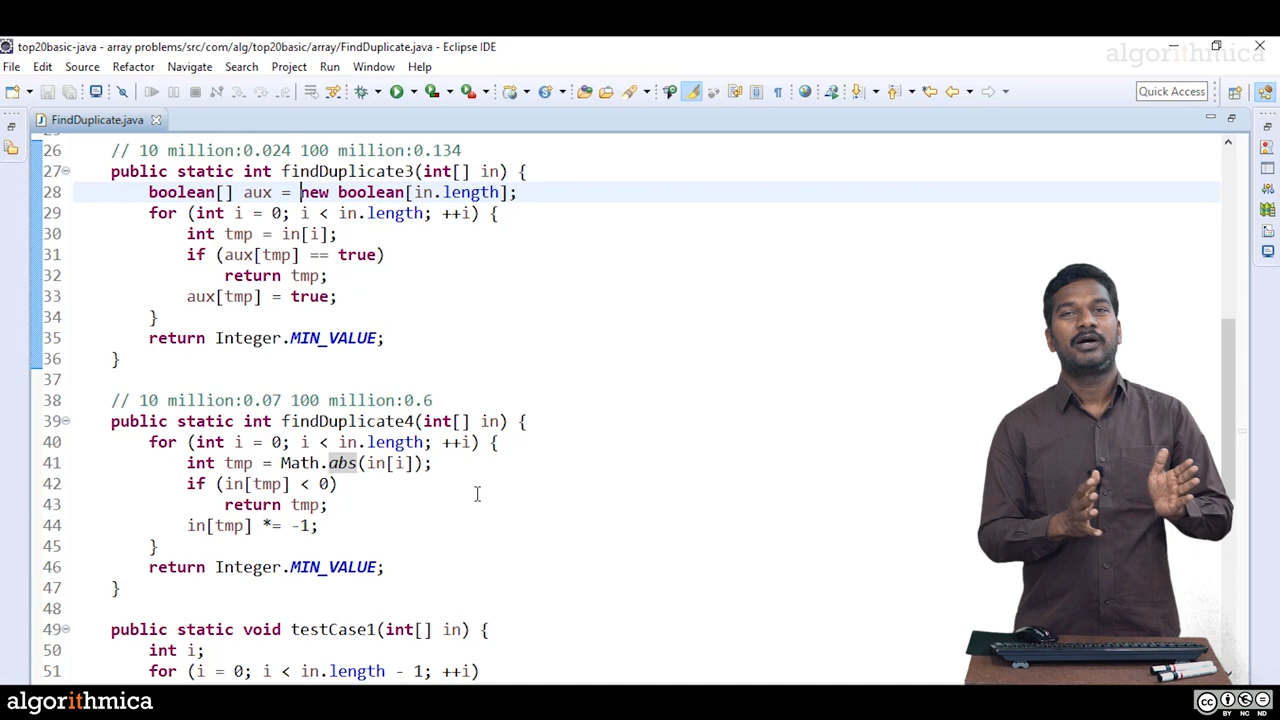 top20basic-java - array problems/src/com/alg/top20basic/array/FindDuplicate.java - Eclipse IDE
algorithmica
File Edit Source Refactor Navigate Search Project Run Window Help
Quick Access
FindDuplicate.java
26 // 10 million:0.024 100 million:0.134
27 public static int findDuplicate3(int[] in) {
28 boolean[] aux = new boolean[in.length];
29 for (int i = 0; i < in.length; ++i) {
30 int tmp = in[i];
31 if (aux[tmp] == true)
32 return tmp;
33 aux[tmp] = true;
34 }
35 return Integer.MIN_VALUE;
36 }
37
38 // 10 million:0.07 100 million:0.6
39 public static int findDuplicate4(int[] in) {
40 for (int i = 0; i < in.length; ++i) {
41 int tmp = Math.abs(in[i]);
42 if (in[tmp] < 0)
43 return tmp;
44 in[tmp] *= -1;
45 }
46 return Integer.MIN_VALUE;
47 }
48
49 public static void testCase1(int[] in) {
50 int i;
51 for (i = 0; i < in.length - 1; ++i)
algorithmica
cc BY NC ND